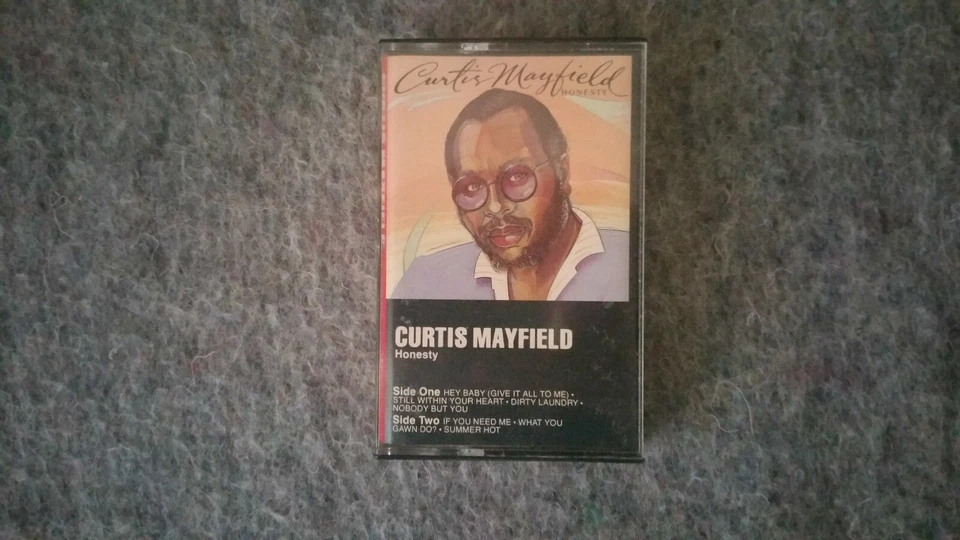 Curtis Mayfield
HONESTY
CURTIS MAYFIELD
Honesty
Side One HEY BABY (GIVE IT ALL TO ME) •
STILL WITHIN YOUR HEART • DIRTY LAUNDRY •
NOBODY BUT YOU
Side Two IF YOU NEED ME • WHAT YOU
GAWN DO? • SUMMER HOT